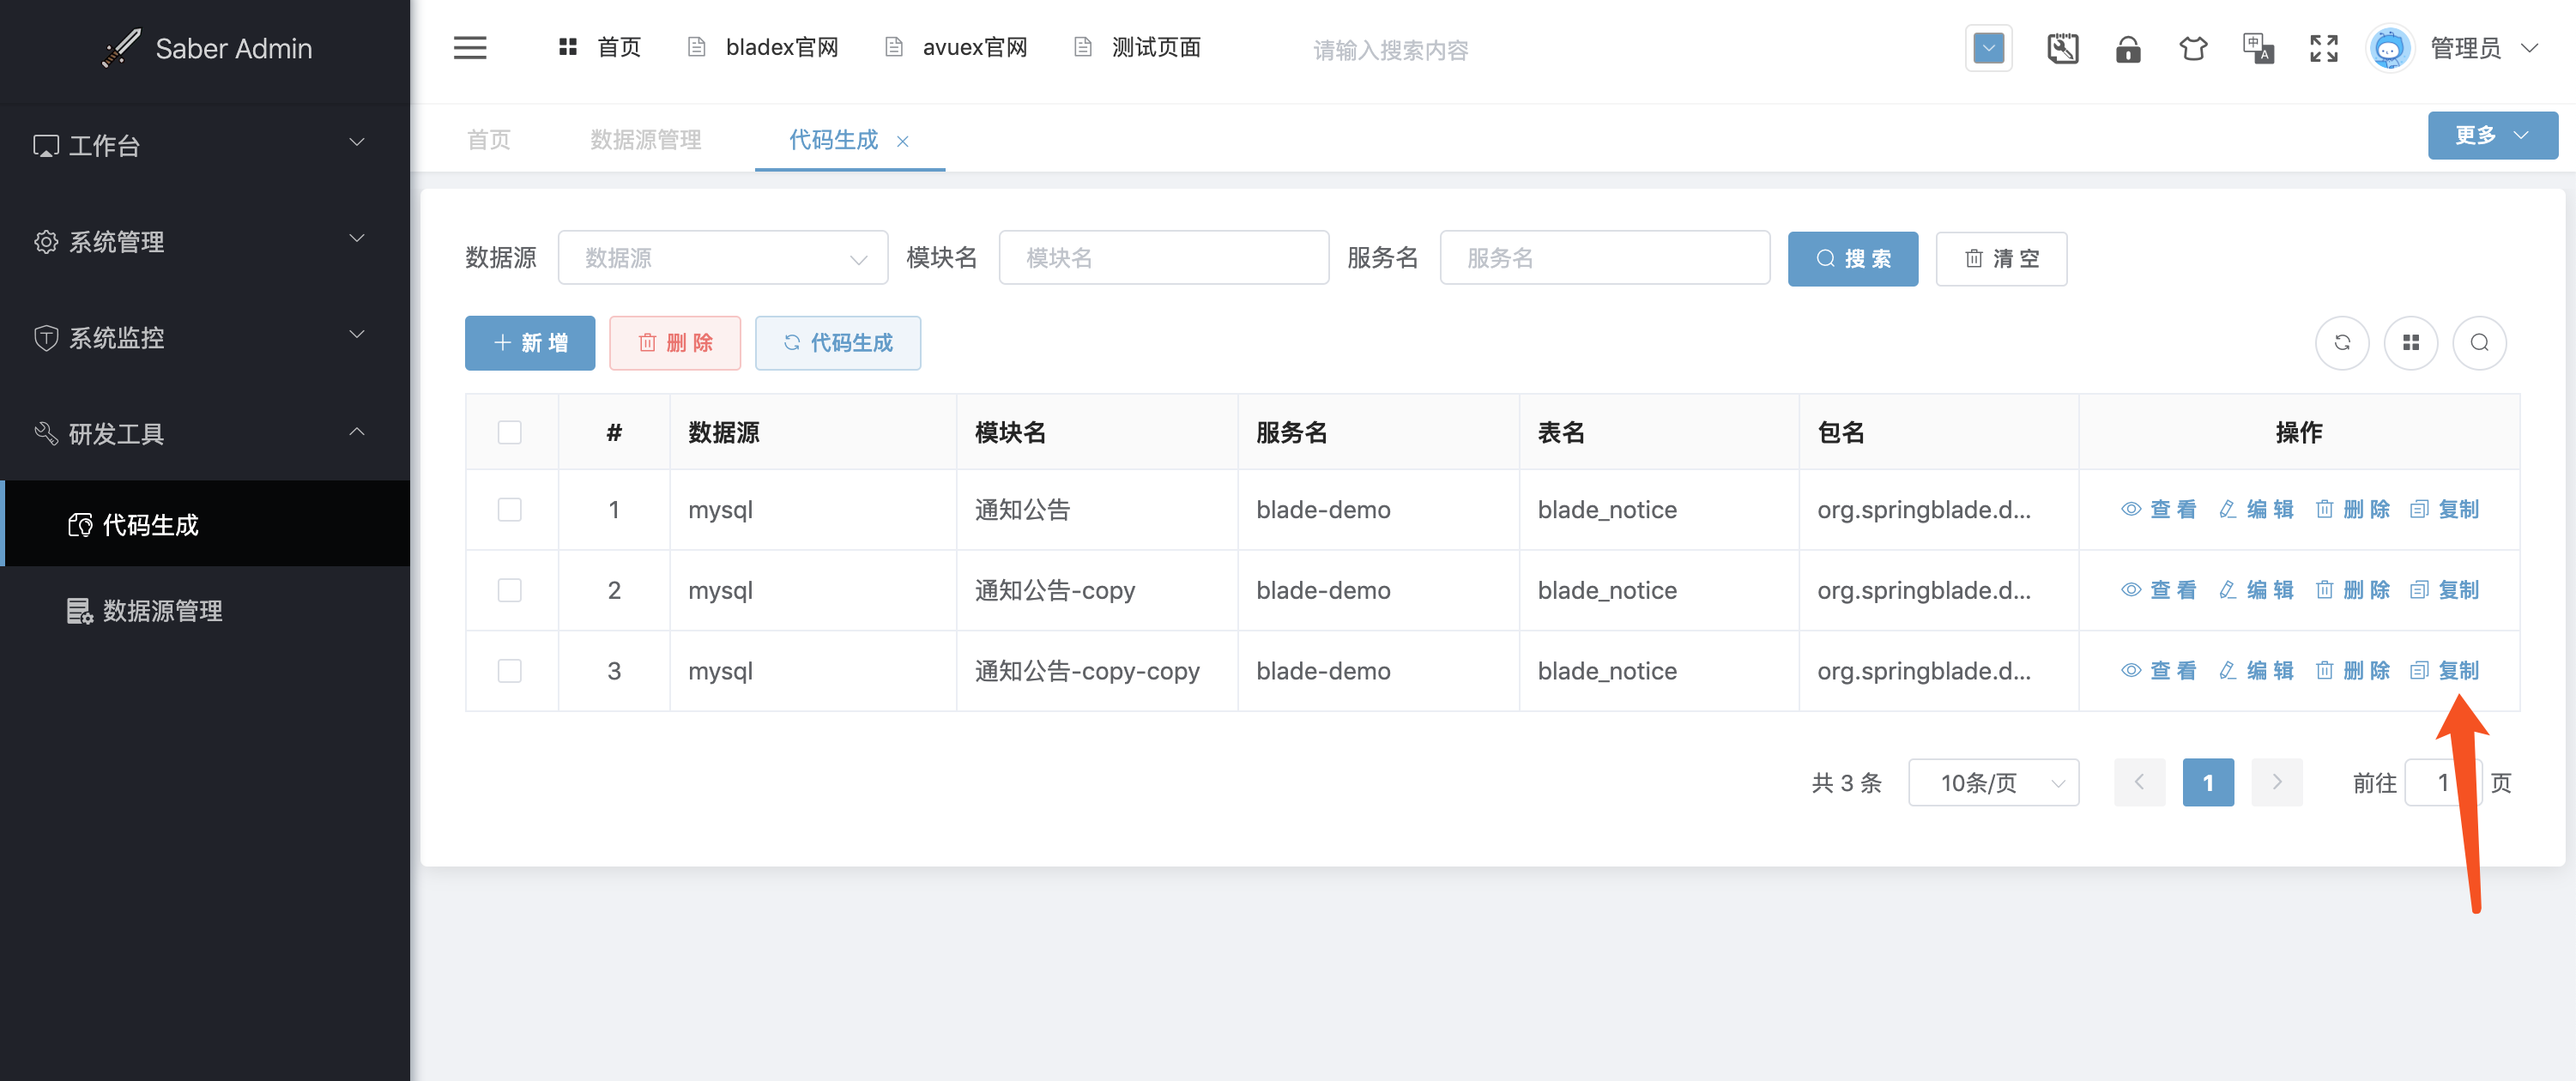 Saber Admin
首页 bladex官网 avuex官网 测试页面 请输入搜索内容 中 A 管理员
工作台
系统管理
系统监控
研发工具
代码生成
数据源管理
首页 数据源管理 代码生成 更多
数据源 数据源 模块名 模块名 服务名 服务名 搜索 清空
新增 删除 代码生成
# 数据源 模块名 服务名 表名 包名 操作
1 mysql 通知公告 blade-demo blade_notice org.springblade.d... 查看 编辑 删除 复制
2 mysql 通知公告-copy blade-demo blade_notice org.springblade.d... 查看 编辑 删除 复制
3 mysql 通知公告-copy-copy blade-demo blade_notice org.springblade.d... 查看 编辑 删除 复制
共 3 条 10条/页 1 前往 1 页